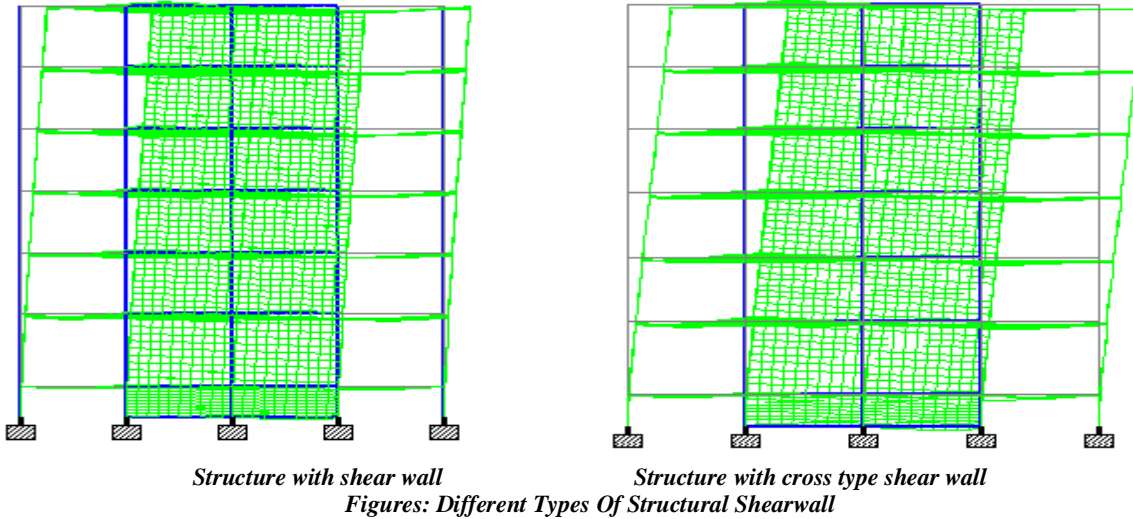 Structure with shear wall
Structure with cross type shear wall
Figures: Different Types Of Structural Shearwall